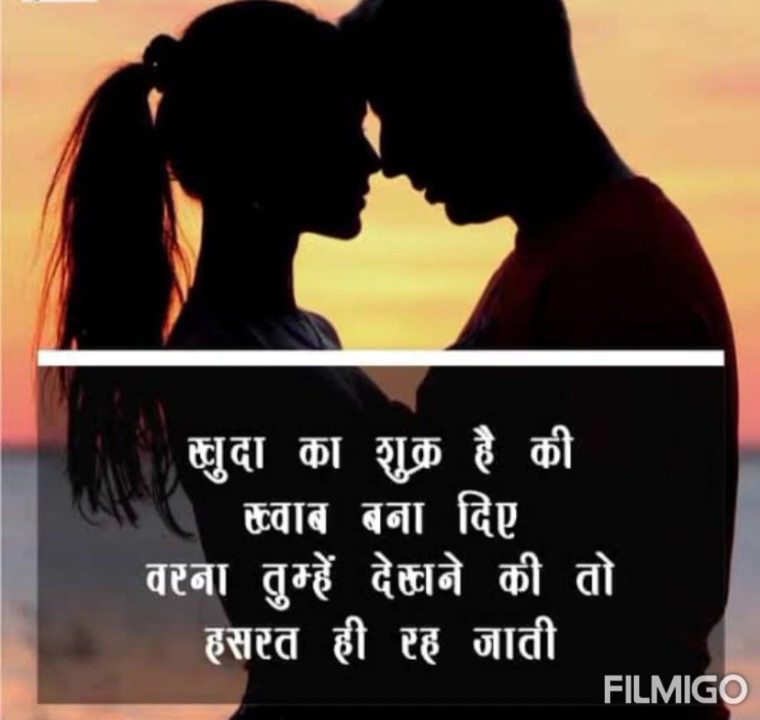 खुदा का शुक्र है की
ख्वाब बना दिए
वरना तुम्हें देखने की तो
हसरत ही रह जाती
FILMIGO